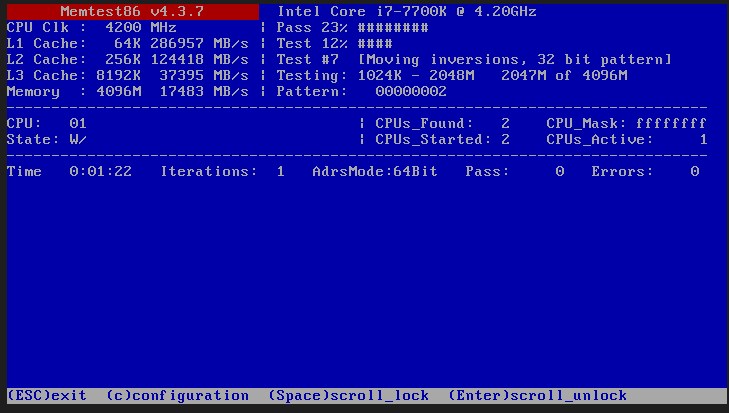 Memtest86 v4.3.7 Intel Core i7-7700K @ 4.20GHz
CPU Clk : 4200 MHz | Pass 23% ########
L1 Cache: 64K 286957 MB/s | Test 12% ####
L2 Cache: 256K 124418 MB/s | Test #7 [Moving inversions, 32 bit pattern]
L3 Cache: 8192K 37395 MB/s | Testing: 1024K - 2048M 2047M of 4096M
Memory : 4096M 17483 MB/s | Pattern: 00000002
------------------------------------------------------------------------------
CPU: 01 | CPUs_Found: 2 CPU_Mask: ffffffff
State: W/ | CPUs_Started: 2 CPUs_Active: 1
------------------------------------------------------------------------------
Time 0:01:22 Iterations: 1 AdrsMode:64Bit Pass: 0 Errors: 0
(ESC)exit (c)configuration (Space)scroll_lock (Enter)scroll_unlock